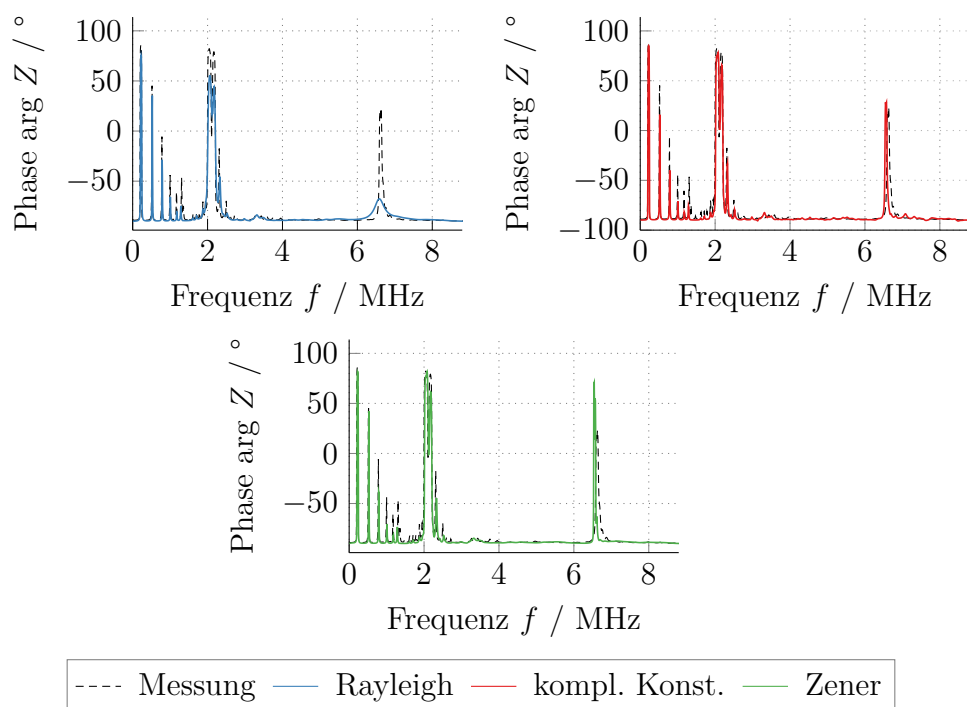 100
50
0
−50
Phase arg Z / °
0 2 4 6 8
Frequenz f / MHz
100
50
0
−50
−100
Phase arg Z / °
0 2 4 6 8
Frequenz f / MHz
100
50
0
−50
Phase arg Z / °
0 2 4 6 8
Frequenz f / MHz
Messung Rayleigh kompl. Konst. Zener